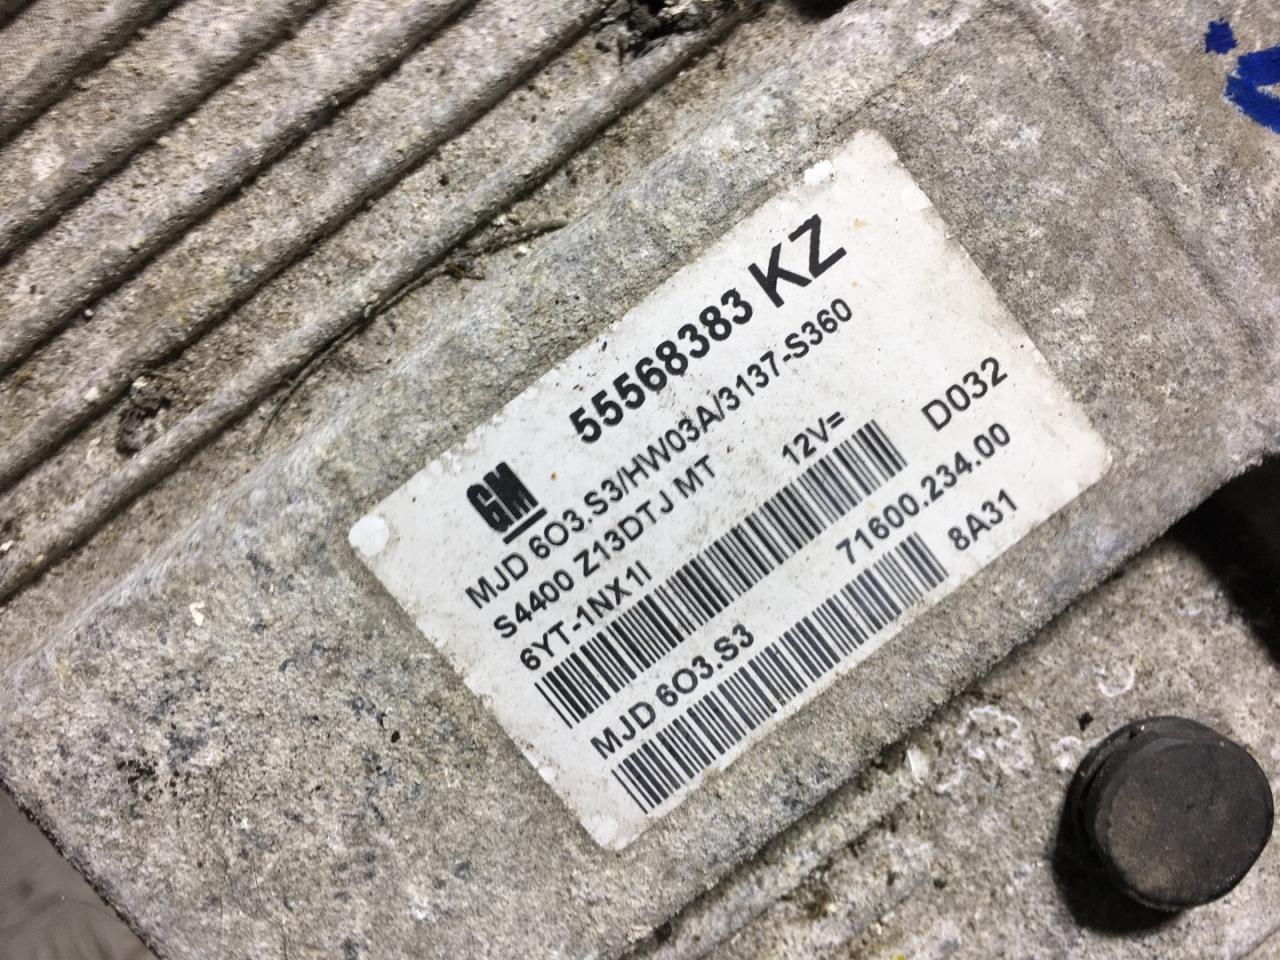 55568383 KZ
GM
MJD 6O3.S3/HW03A/3137-S360
S4400 Z13DTJ MT 12V= D032
6YT-1NX1I 71600.234.00
MJD 6O3.S3 8A31